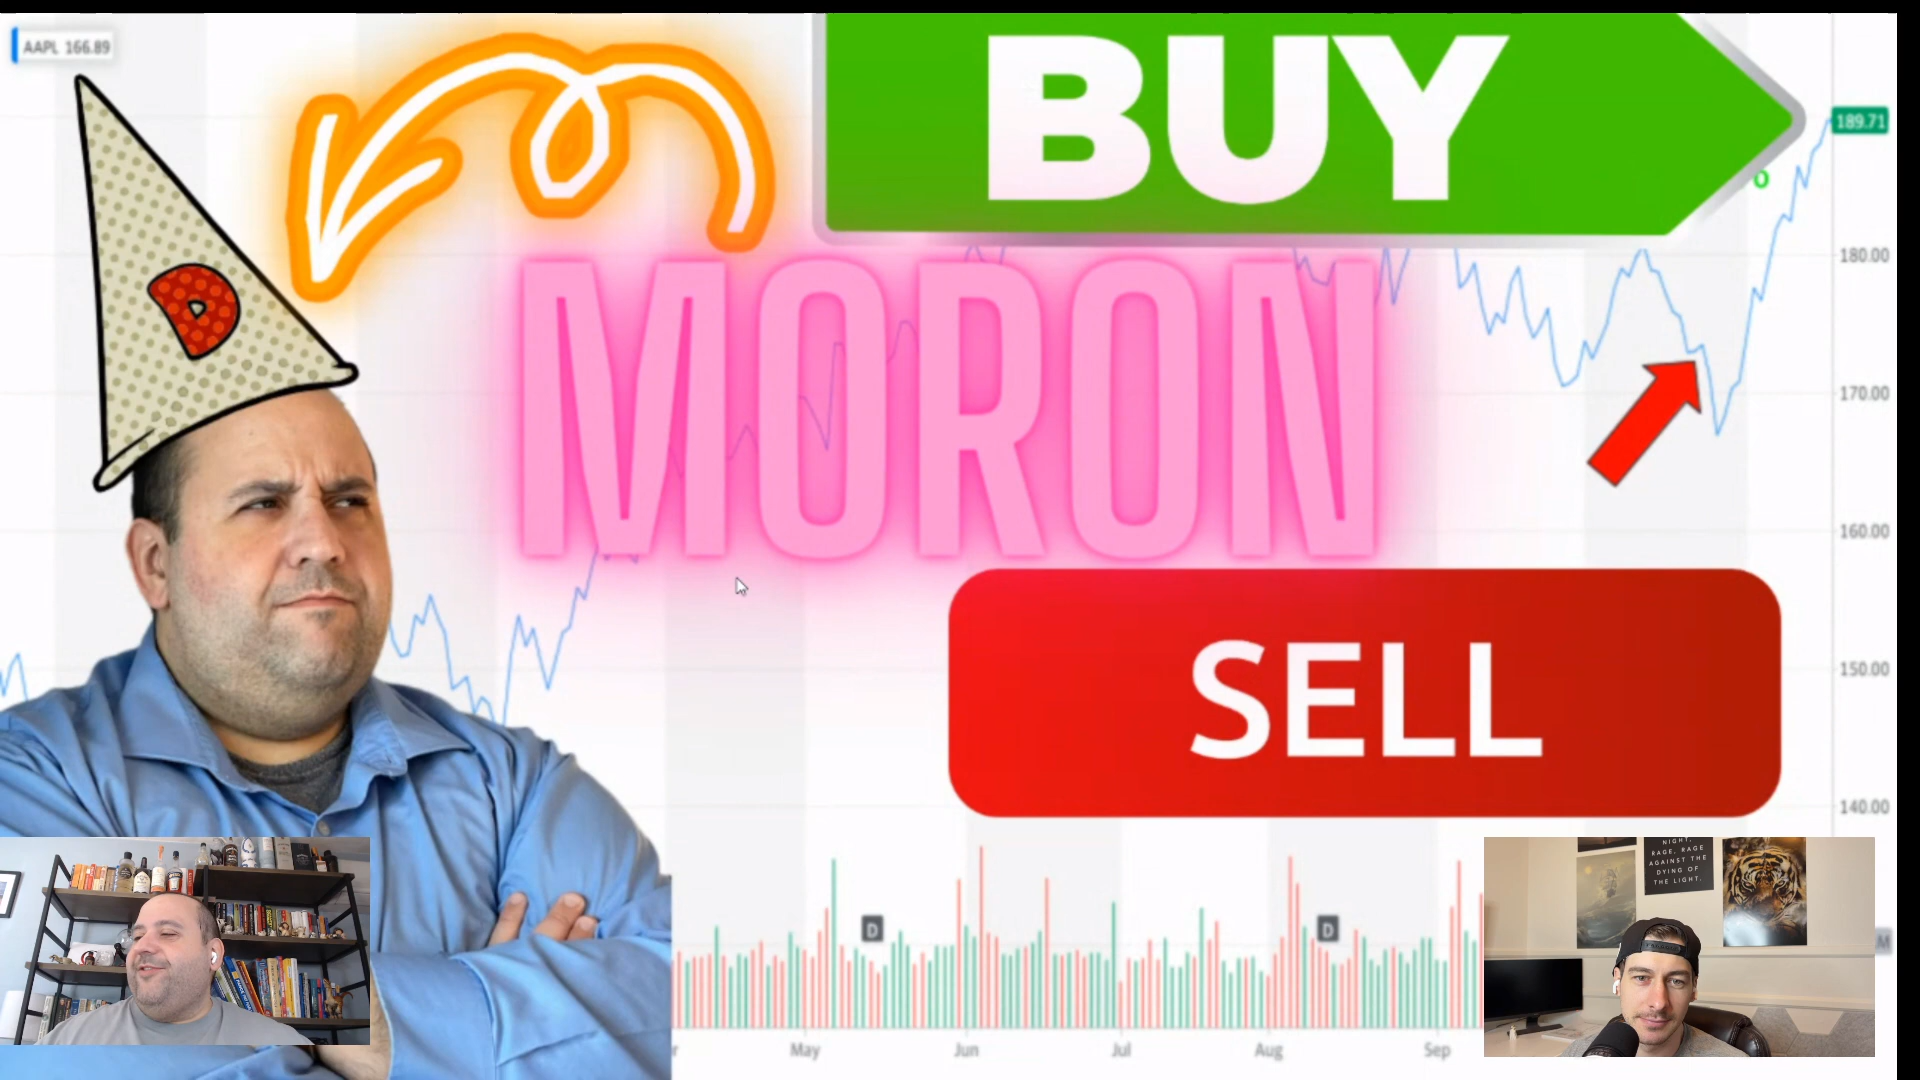 AAPL 166.89
BUY
189.71
180.00
D
MORON
170.00
160.00
SELL
150.00
140.00
NIGHT,
RAGE, RAGE
AGAINST THE
DYING OF
THE LIGHT.
D
D
M
May
Jun
Jul
Aug
Sep